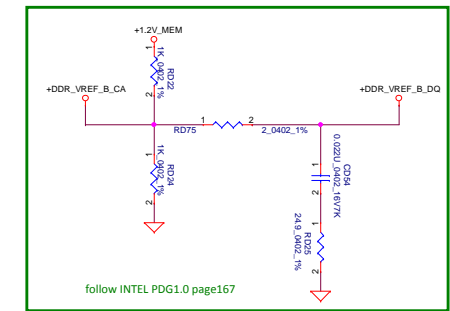 +1.2V_MEM
1
RD22
1K_0402_1%
2
+DDR_VREF_B_CA
+DDR_VREF_B_DQ
1
2
RD75
2_0402_1%
1
RD24
1K_0402_1%
2
1
CD54
0.022U_0402_16V7K
2
1
RD25
24.9_0402_1%
2
follow INTEL PDG1.0 page167